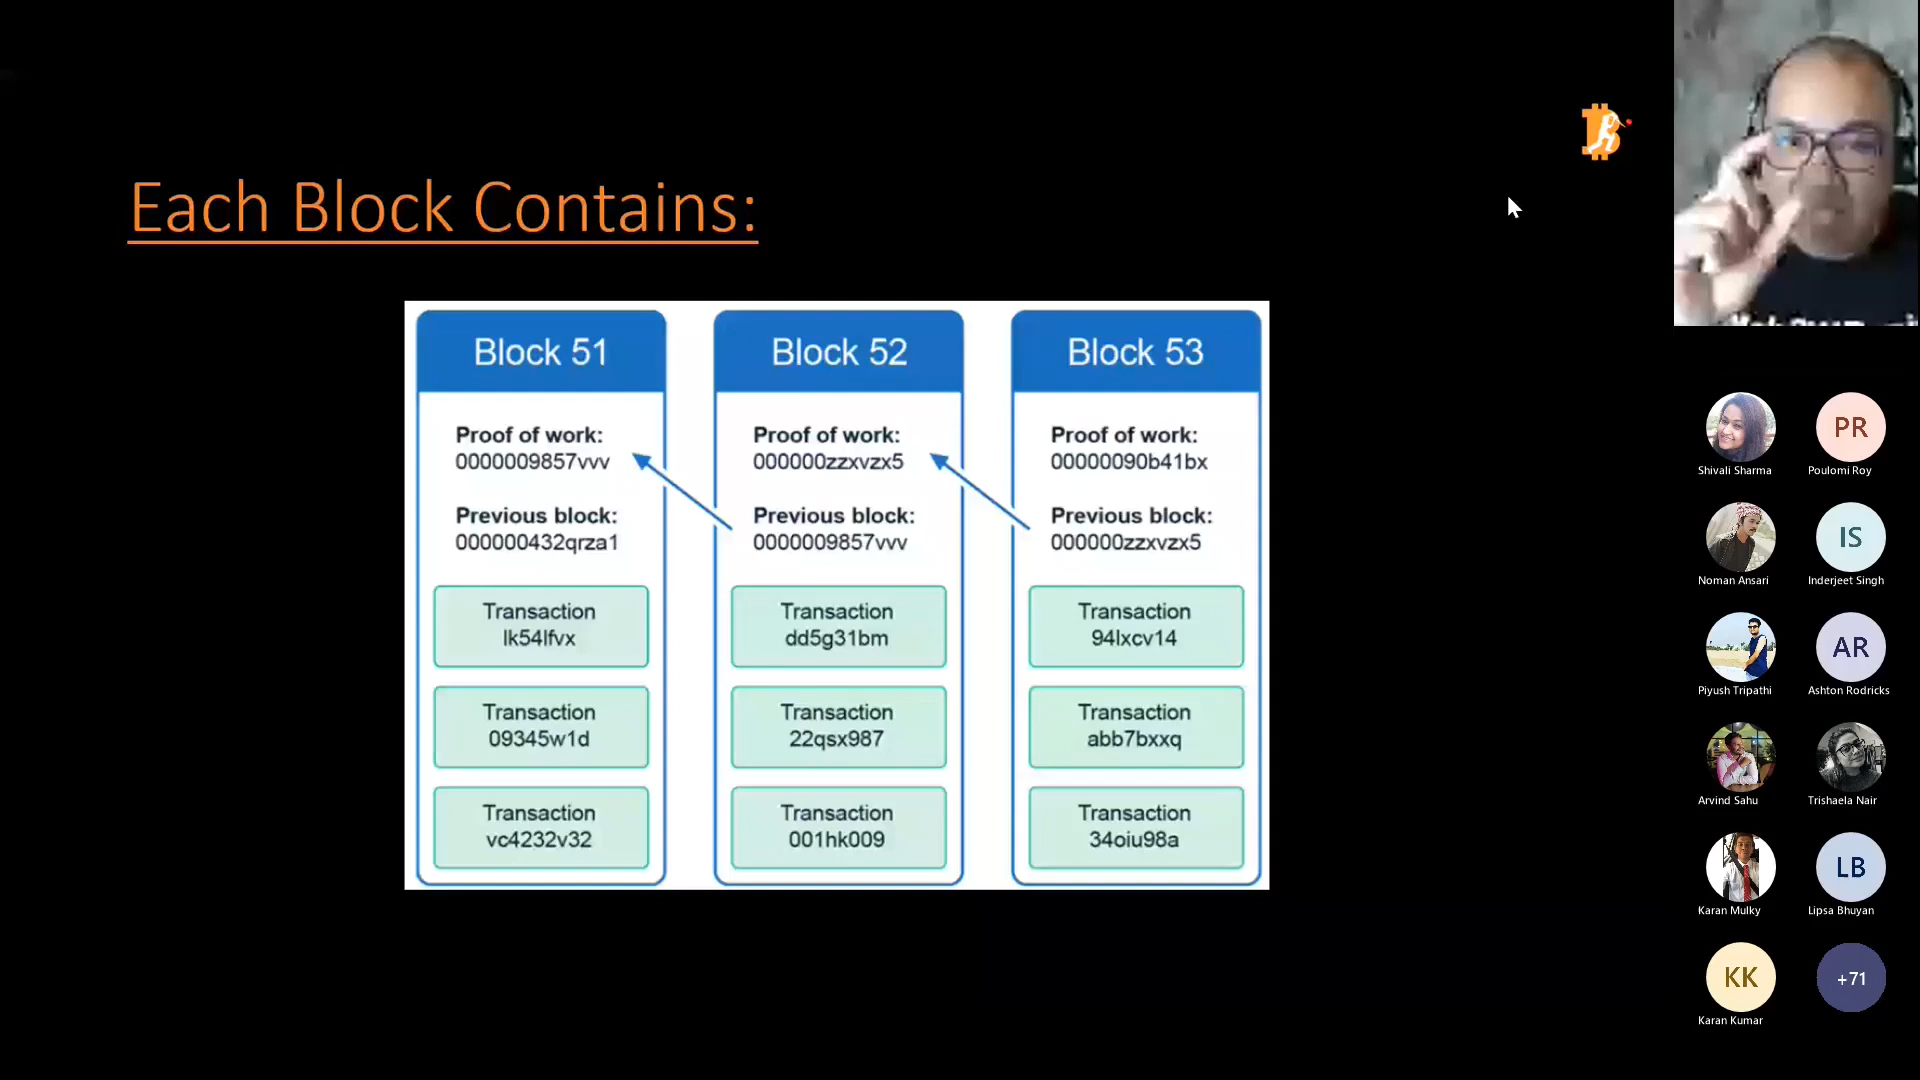 Each Block Contains:
Block 51
Proof of work:
0000009857vvv
Previous block:
000000432qrza1
Transaction
lk54lfvx
Transaction
09345w1d
Transaction
vc4232v32
Block 52
Proof of work:
000000zzxvzx5
Previous block:
0000009857vvv
Transaction
dd5g31bm
Transaction
22qsx987
Transaction
001hk009
Block 53
Proof of work:
00000090b41bx
Previous block:
000000zzxvzx5
Transaction
94lxcv14
Transaction
abb7bxxq
Transaction
34oiu98a
Shivali Sharma
PR
Poulomi Roy
Noman Ansari
IS
Inderjeet Singh
Piyush Tripathi
AR
Ashton Rodricks
Arvind Sahu
Trishaela Nair
Karan Mulky
LB
Lipsa Bhuyan
KK
Karan Kumar
+71